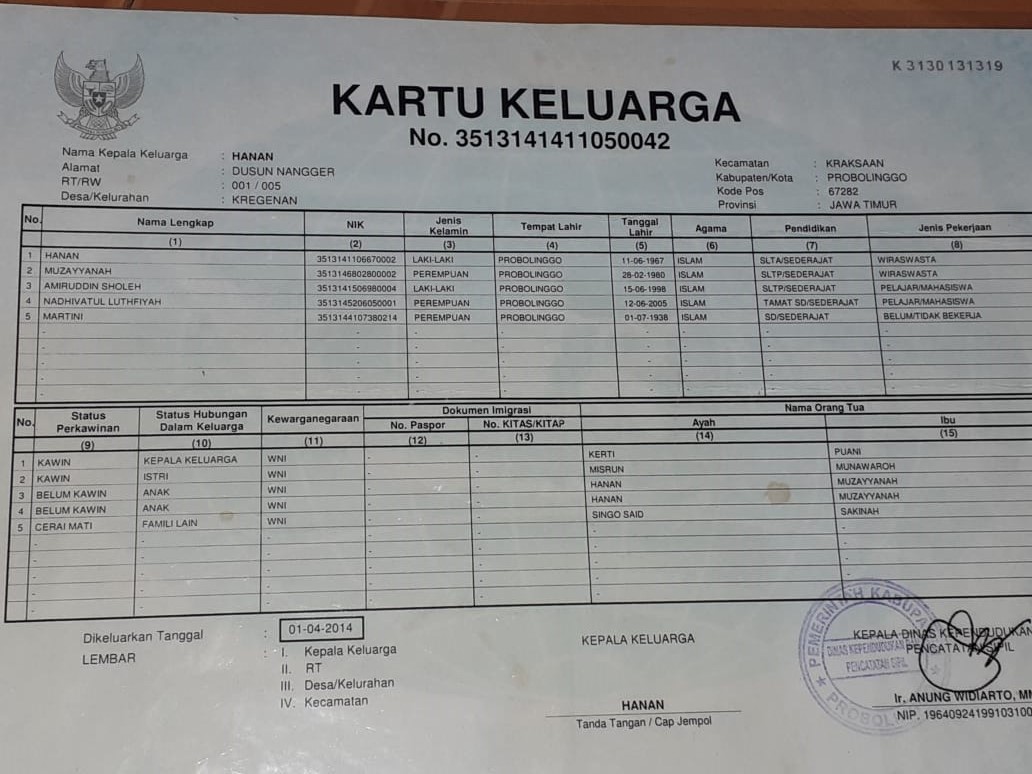 K 3130131319
KARTU KELUARGA
No. 3513141411050042
Nama Kepala Keluarga : HANAN
Alamat : DUSUN NANGGER
RT/RW : 001 / 005
Desa/Kelurahan : KREGENAN
Kecamatan : KRAKSAAN
Kabupaten/Kota : PROBOLINGGO
Kode Pos : 67282
Provinsi : JAWA TIMUR
No. Nama Lengkap NIK Jenis Kelamin Tempat Lahir Tanggal Lahir Agama Pendidikan Jenis Pekerjaan
(1) (2) (3) (4) (5) (6) (7) (8)
1 HANAN 3513141106670002 LAKI-LAKI PROBOLINGGO 11-06-1967 ISLAM SLTA/SEDERAJAT WIRASWASTA
2 MUZAYYANAH 3513146802800002 PEREMPUAN PROBOLINGGO 28-02-1980 ISLAM SLTP/SEDERAJAT WIRASWASTA
3 AMIRUDDIN SHOLEH 3513141506980004 LAKI-LAKI PROBOLINGGO 15-06-1998 ISLAM SLTP/SEDERAJAT PELAJAR/MAHASISWA
4 NADHIVATUL LUTHFIYAH 3513145206050001 PEREMPUAN PROBOLINGGO 12-06-2005 ISLAM TAMAT SD/SEDERAJAT PELAJAR/MAHASISWA
5 MARTINI 3513144107380214 PEREMPUAN PROBOLINGGO 01-07-1938 ISLAM SD/SEDERAJAT BELUM/TIDAK BEKERJA
No. Status Perkawinan Status Hubungan Dalam Keluarga Kewarganegaraan Dokumen Imigrasi Nama Orang Tua
No. Paspor No. KITAS/KITAP Ayah Ibu
(9) (10) (11) (12) (13) (14) (15)
1 KAWIN KEPALA KELUARGA WNI - - KERTI PUANI
2 KAWIN ISTRI WNI - - MISRUN MUNAWAROH
3 BELUM KAWIN ANAK WNI - - HANAN MUZAYYANAH
4 BELUM KAWIN ANAK WNI - - HANAN MUZAYYANAH
5 CERAI MATI FAMILI LAIN WNI - - SINGO SAID SAKINAH
Dikeluarkan Tanggal : 01-04-2014
LEMBAR : I. Kepala Keluarga
II. RT
III. Desa/Kelurahan
IV. Kecamatan
KEPALA KELUARGA
HANAN
Tanda Tangan / Cap Jempol
KEPALA DINAS KEPENDUDUKAN
PENCATATAN SIPIL
PEMERINTAH KABUPA
DINAS KEPENDUDUKAN DAN
PENCATATAN SIPIL
PROBOL
Ir. ANUNG WIDIARTO, MM
NIP. 19640924199103100